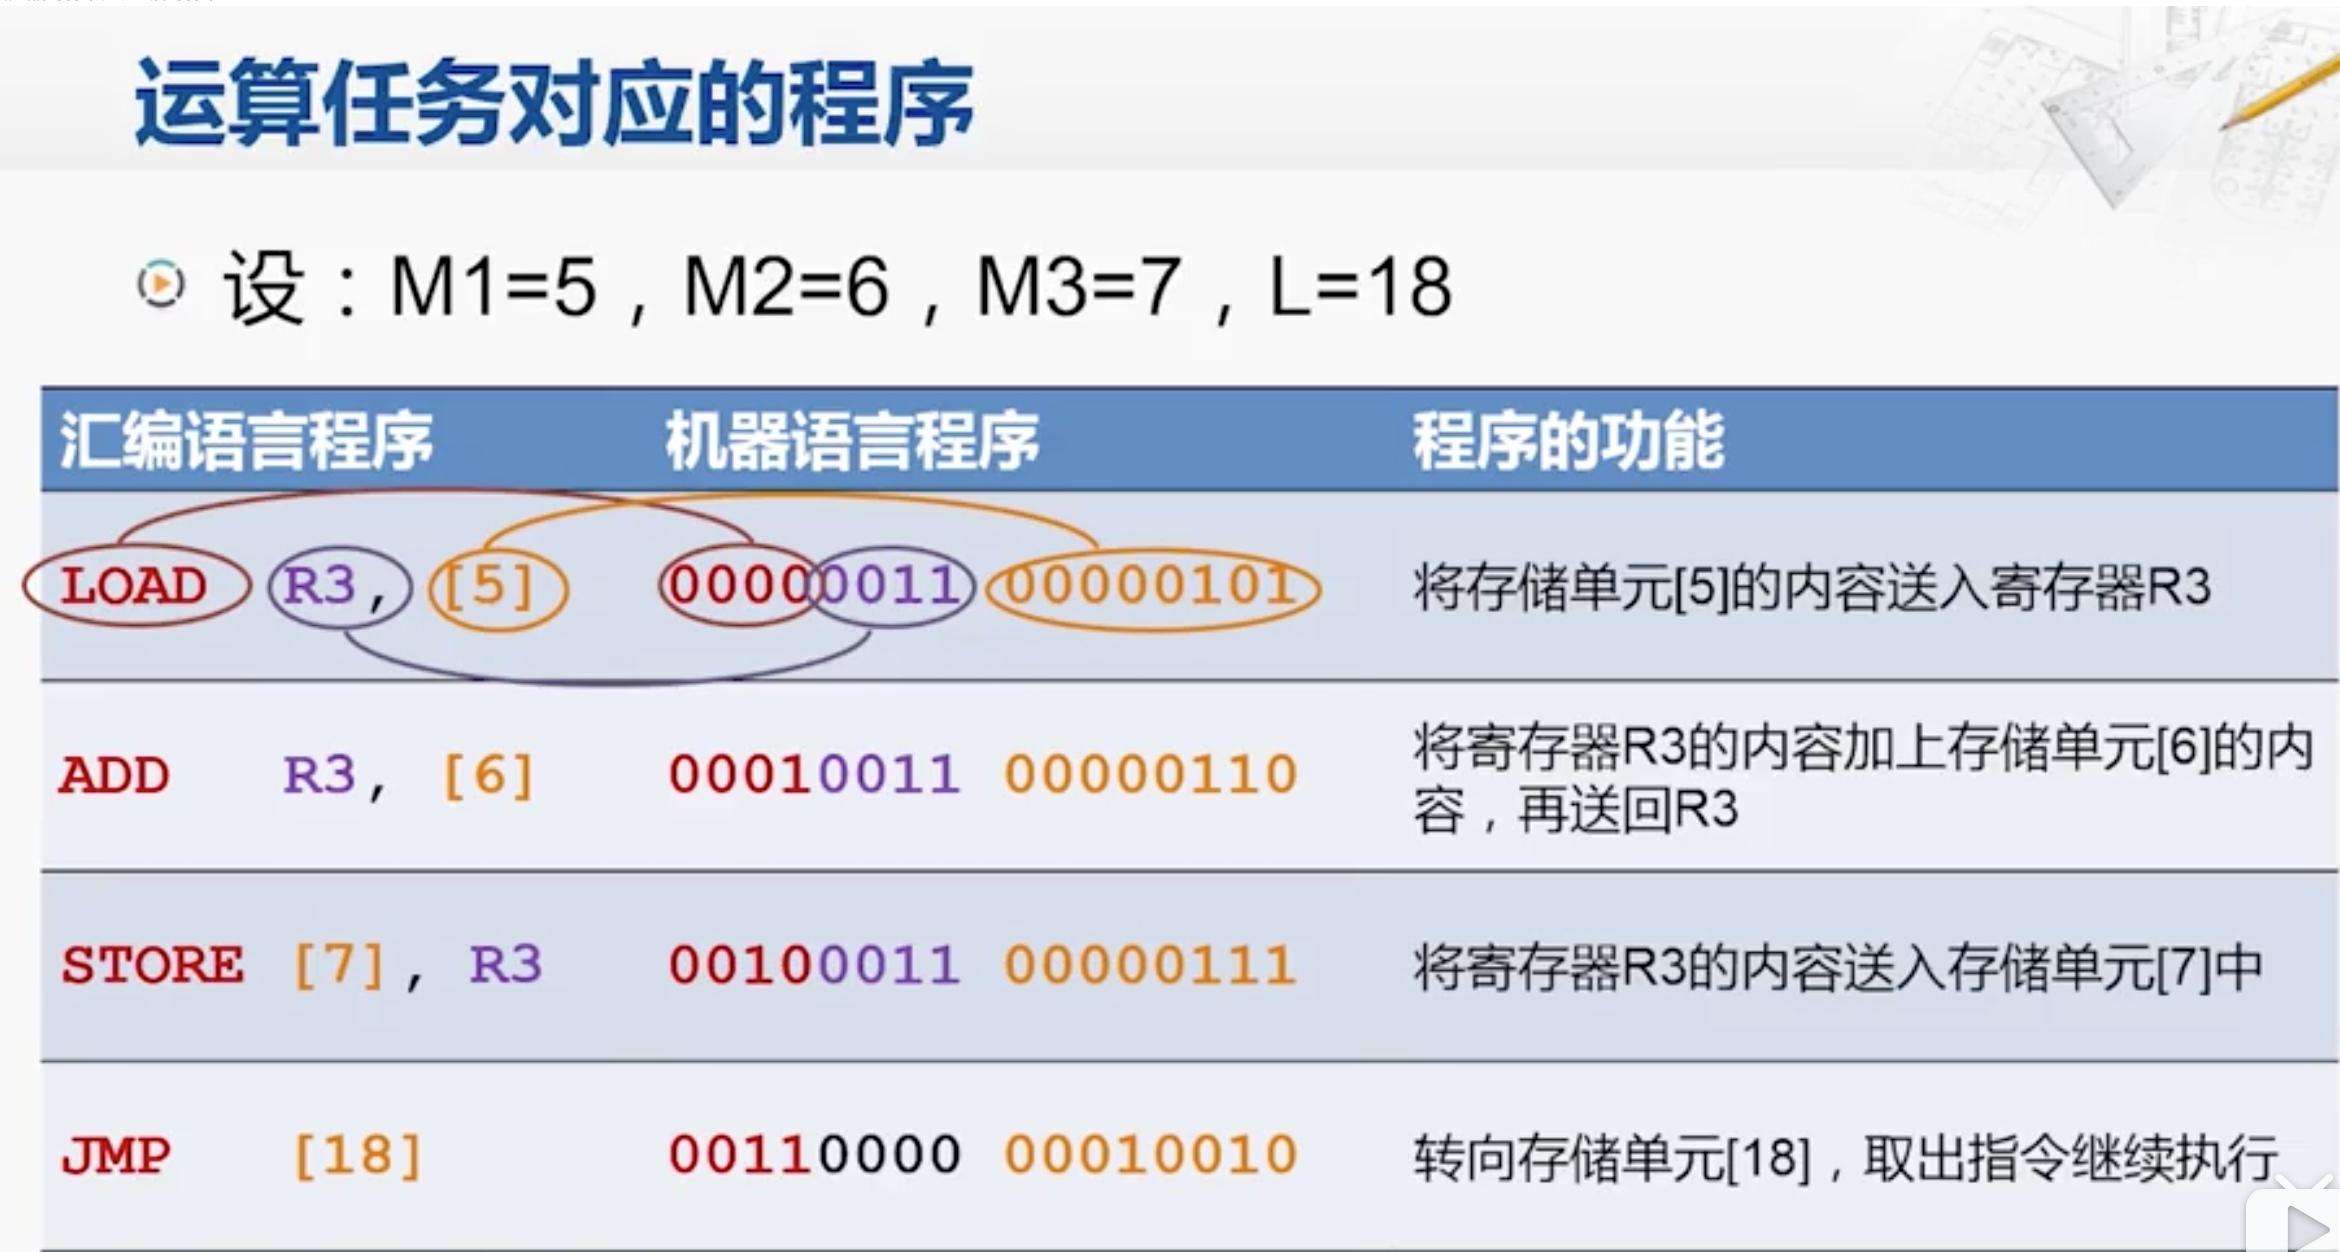 运算任务对应的程序
设：M1=5，M2=6，M3=7，L=18
汇编语言程序 机器语言程序 程序的功能
LOAD R3, [5] 00000011 00000101 将存储单元[5]的内容送入寄存器R3
ADD R3, [6] 00010011 00000110 将寄存器R3的内容加上存储单元[6]的内
容，再送回R3
STORE [7], R3 00100011 00000111 将寄存器R3的内容送入存储单元[7]中
JMP [18] 00110000 00010010 转向存储单元[18]，取出指令继续执行